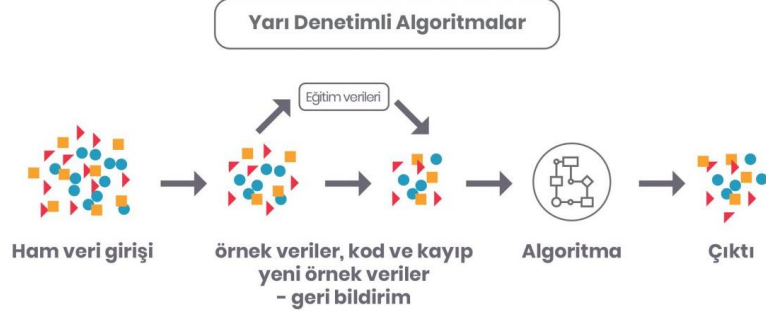 Yarı Denetimli Algoritmalar
Eğitim verileri
Ham veri girişi
örnek veriler, kod ve kayıp
yeni örnek veriler
- geri bildirim
Algoritma
Çıktı